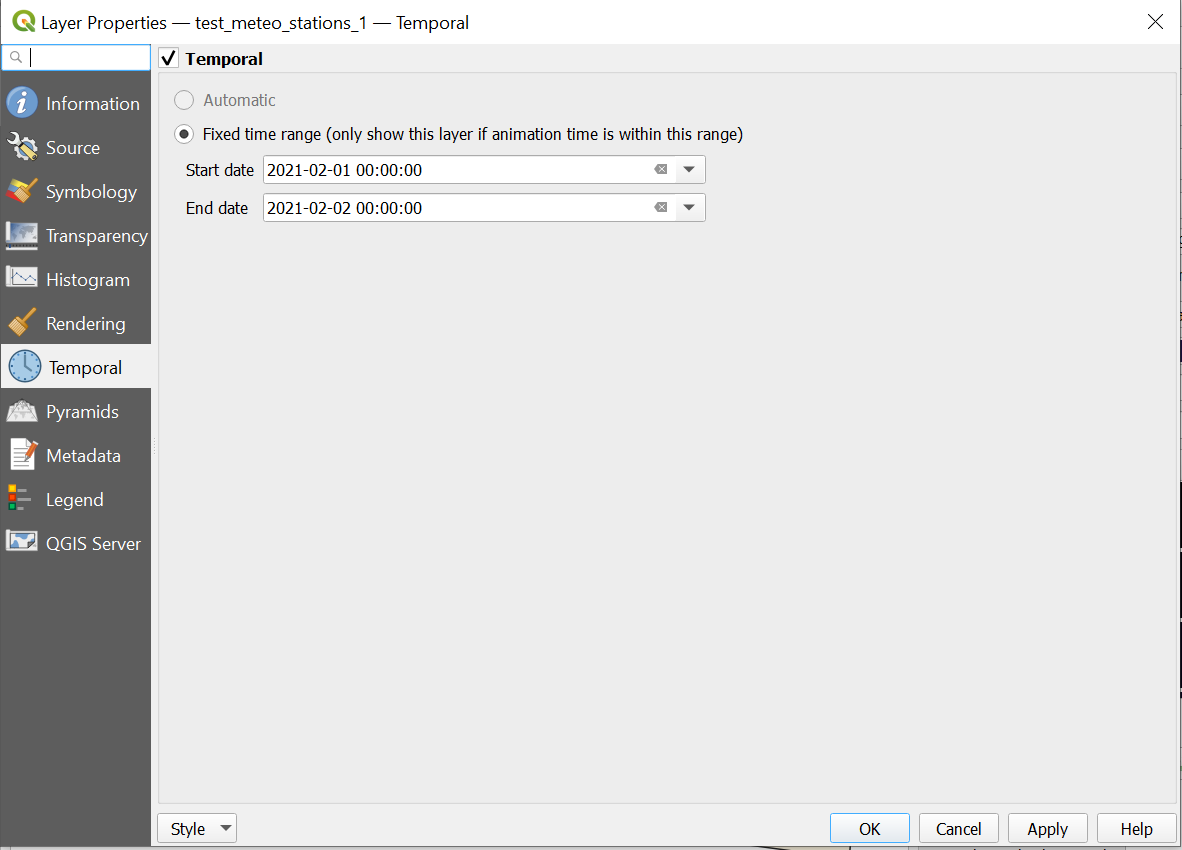 Layer Properties — test_meteo_stations_1 — Temporal
Temporal
Information
Source
Symbology
Transparency
Histogram
Rendering
Temporal
Pyramids
Metadata
Legend
QGIS Server
Automatic
Fixed time range (only show this layer if animation time is within this range)
Start date 2021-02-01 00:00:00
End date 2021-02-02 00:00:00
Style OK Cancel Apply Help